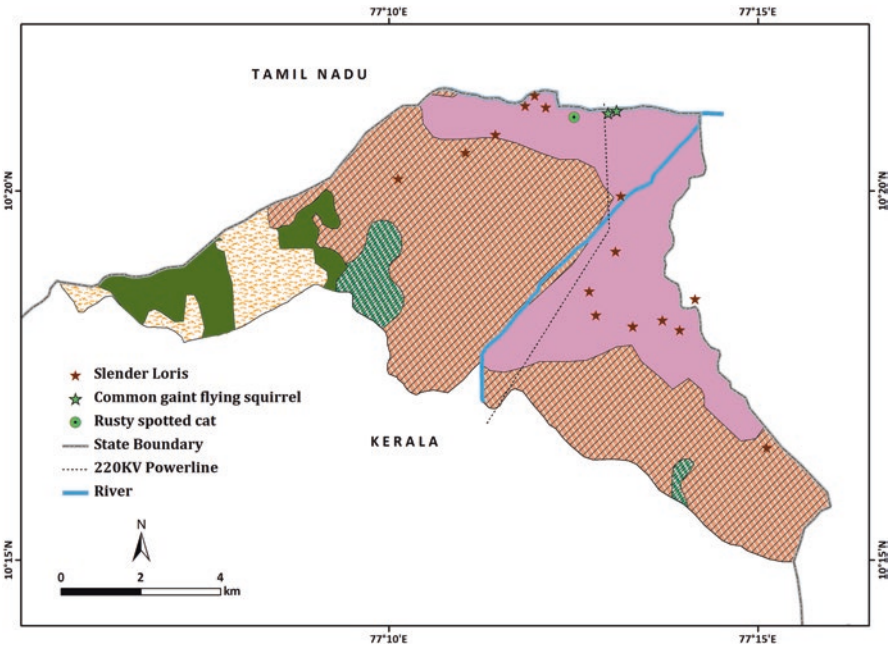 77°10'E 77°15'E
TAMIL NADU
10°20'N 10°20'N
Slender Loris
Common gaint flying squirrel
Rusty spotted cat
State Boundary
KERALA
220KV Powerline
River
N
10°15'N 10°15'N
0 2 4
km
77°10'E 77°15'E